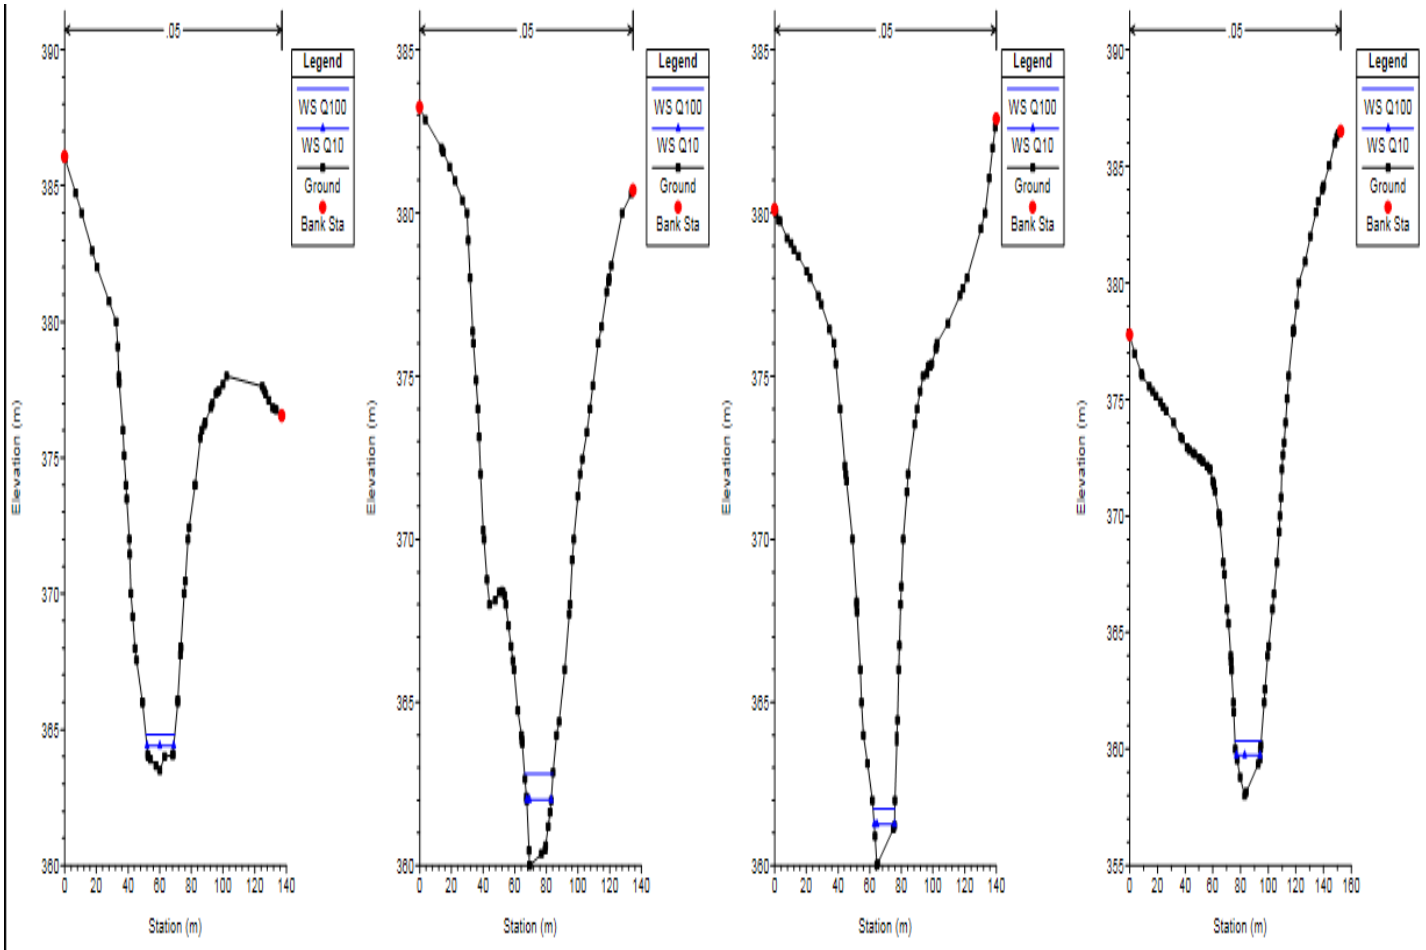 .05
Legend
WS Q100
WS Q10
Ground
Bank Sta
390
385
380
375
370
365
360
Elevation (m)
0 20 40 60 80 100 120 140
Station (m)
.05
Legend
WS Q100
WS Q10
Ground
Bank Sta
385
380
375
370
365
360
Elevation (m)
0 20 40 60 80 100 120 140
Station (m)
.05
Legend
WS Q100
WS Q10
Ground
Bank Sta
385
380
375
370
365
360
Elevation (m)
0 20 40 60 80 100 120 140
Station (m)
.05
Legend
WS Q100
WS Q10
Ground
Bank Sta
390
385
380
375
370
365
360
355
Elevation (m)
0 20 40 60 80 100 120 140 160
Station (m)